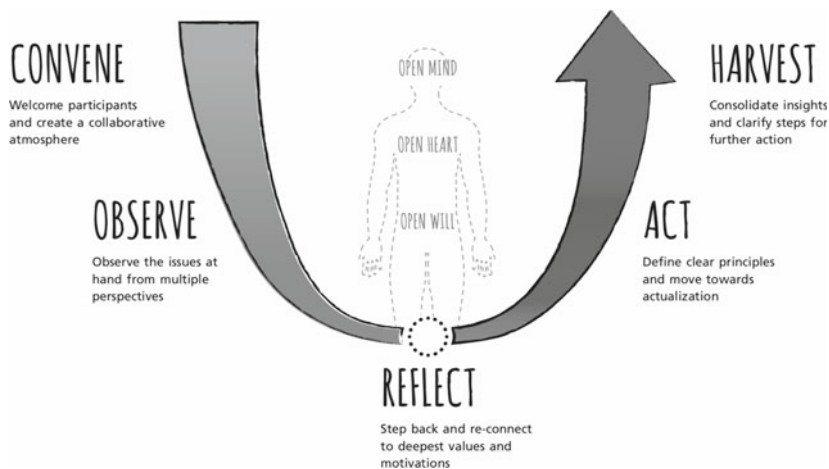 CONVENE
Welcome participants
and create a collaborative
atmosphere
OBSERVE
Observe the issues at
hand from multiple
perspectives
OPEN MIND
OPEN HEART
OPEN WILL
REFLECT
Step back and re-connect
to deepest values and
motivations
HARVEST
Consolidate insights
and clarify steps for
further action
ACT
Define clear principles
and move towards
actualization